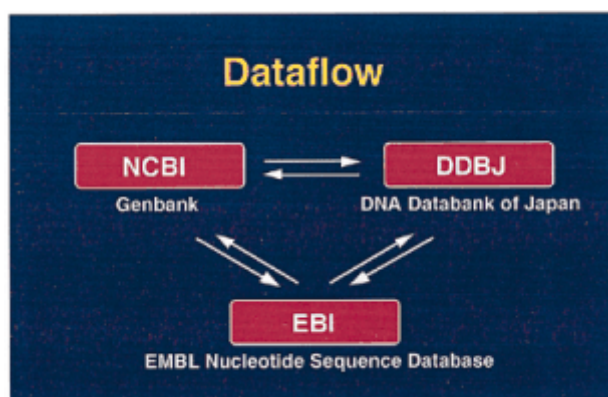 Dataflow
NCBI
DDBJ
Genbank
DNA Databank of Japan
EBI
EMBL Nucleotide Sequence Database